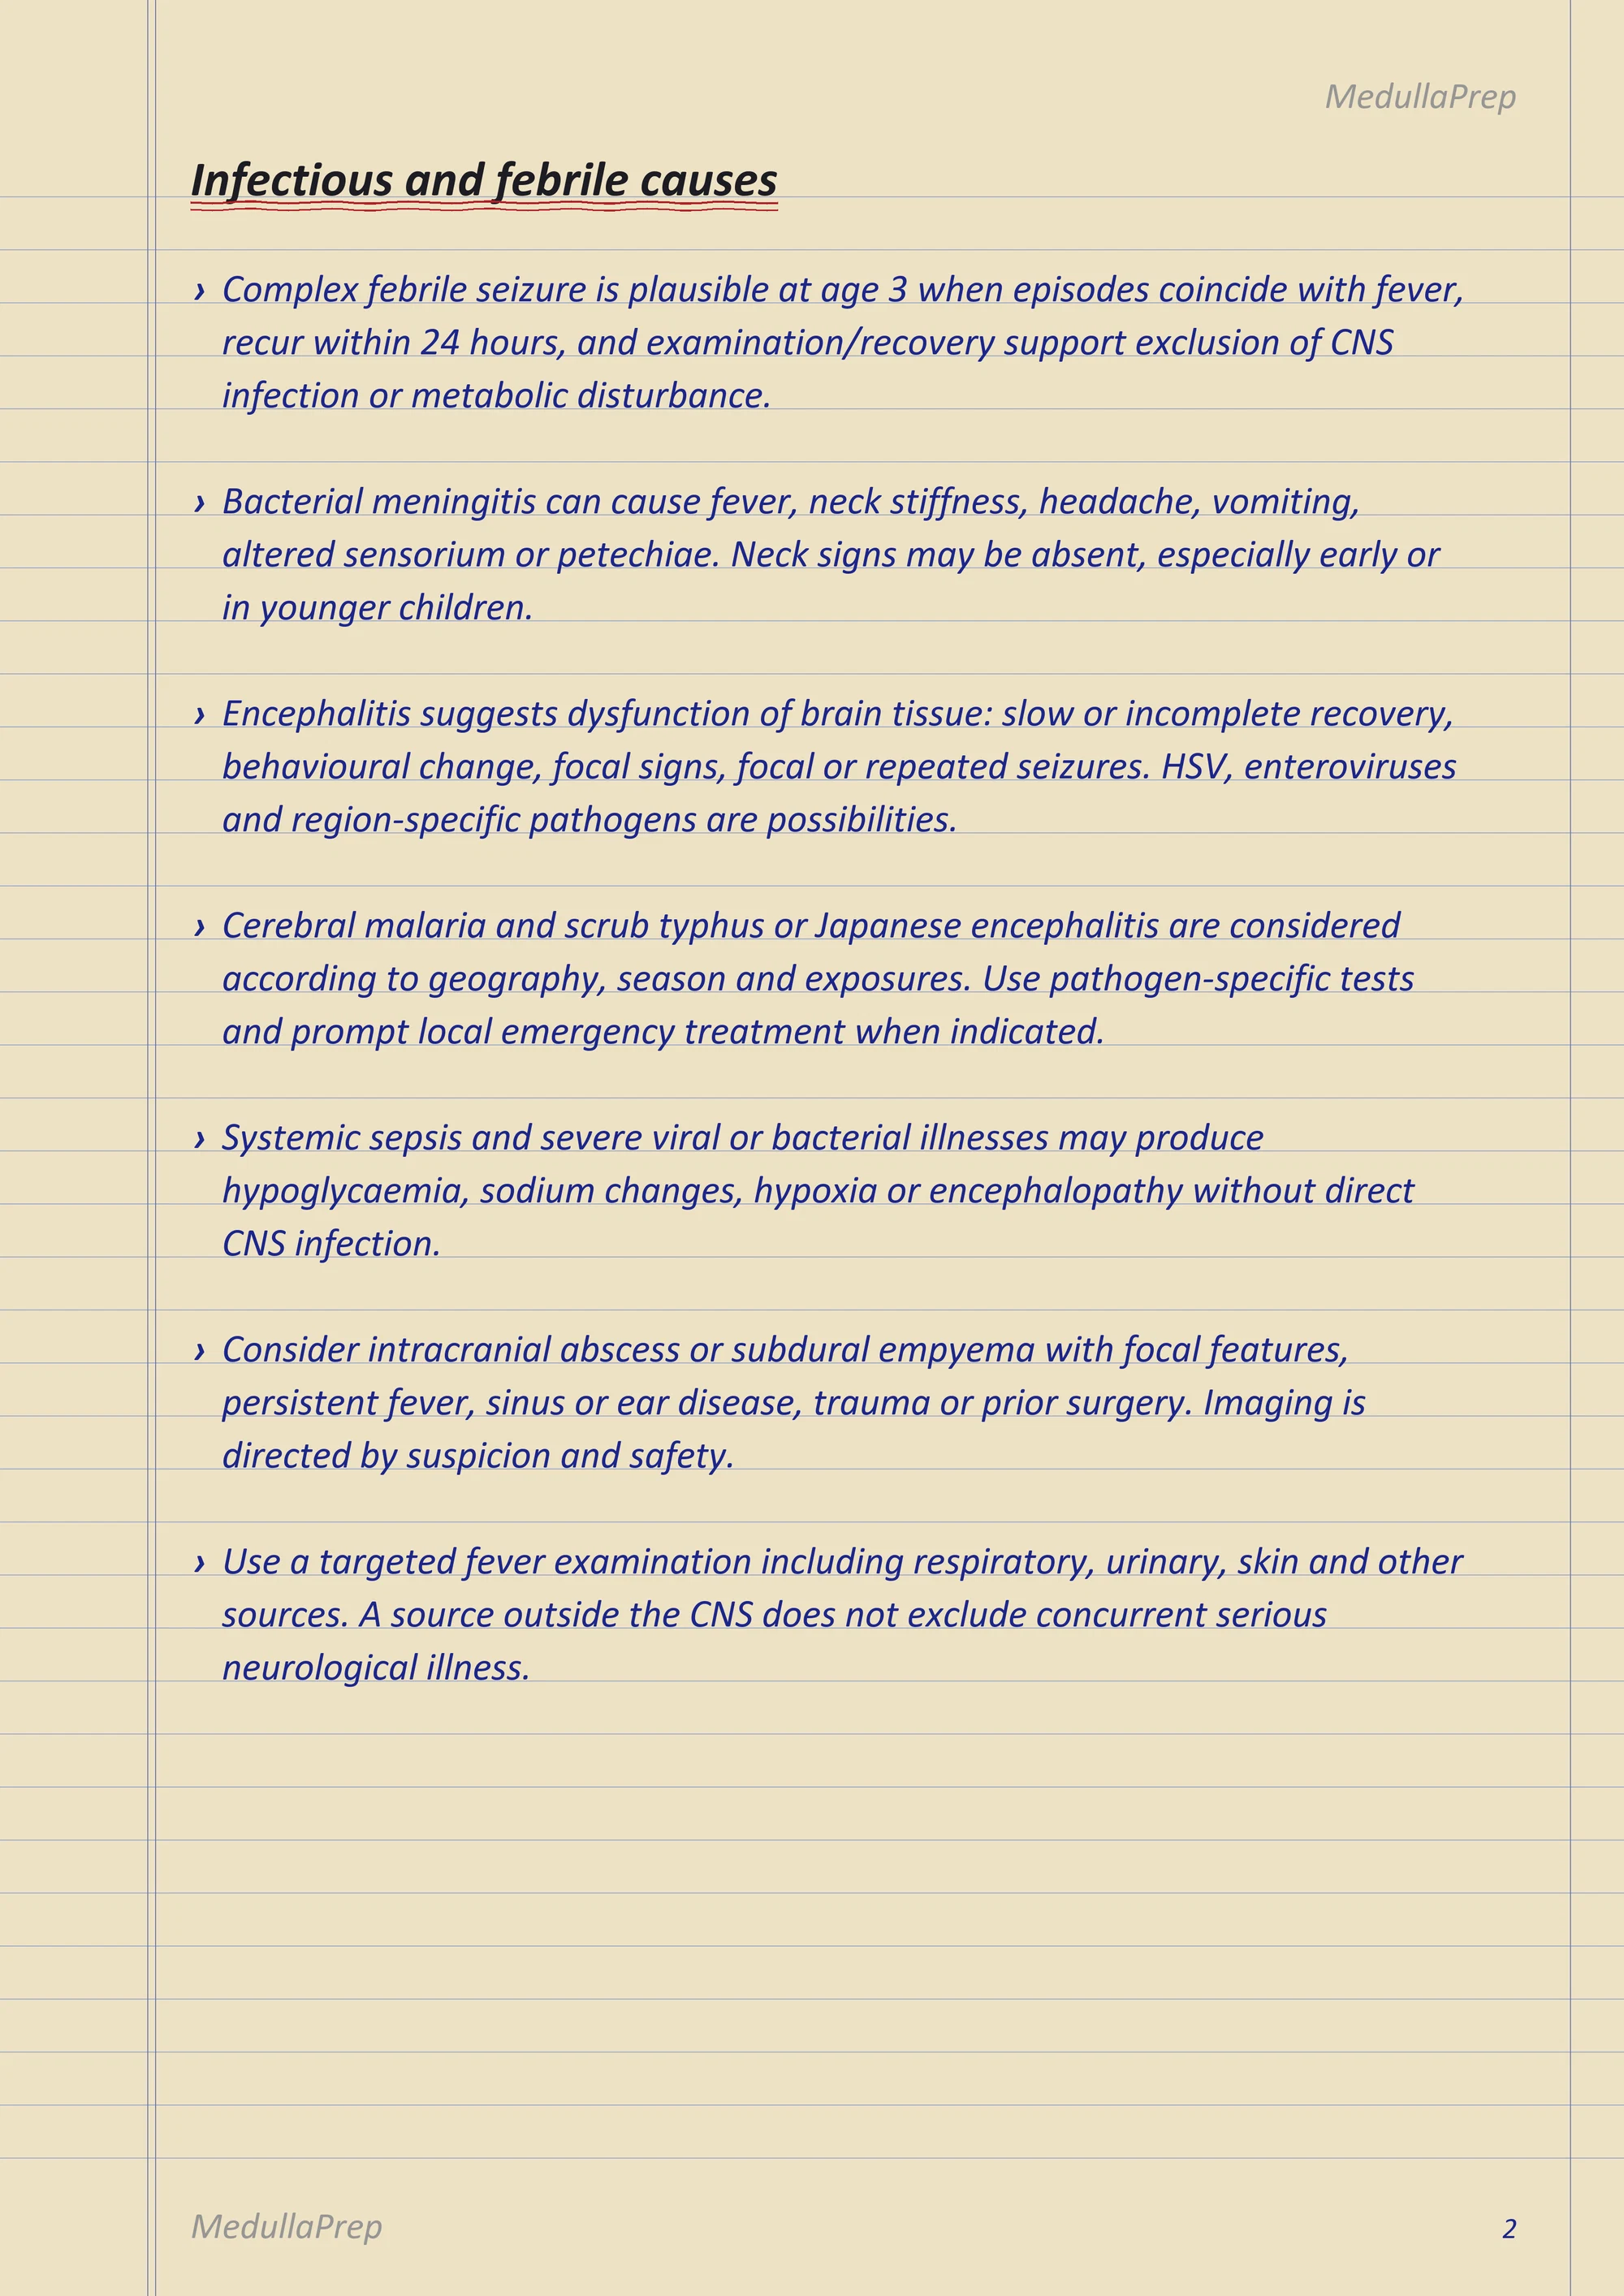 MedullaPrep
Infectious and febrile causes
› Complex febrile seizure is plausible at age 3 when episodes coincide with fever,
recur within 24 hours, and examination/recovery support exclusion of CNS
infection or metabolic disturbance.
› Bacterial meningitis can cause fever, neck stiffness, headache, vomiting,
altered sensorium or petechiae. Neck signs may be absent, especially early or
in younger children.
› Encephalitis suggests dysfunction of brain tissue: slow or incomplete recovery,
behavioural change, focal signs, focal or repeated seizures. HSV, enteroviruses
and region-specific pathogens are possibilities.
› Cerebral malaria and scrub typhus or Japanese encephalitis are considered
according to geography, season and exposures. Use pathogen-specific tests
and prompt local emergency treatment when indicated.
› Systemic sepsis and severe viral or bacterial illnesses may produce
hypoglycaemia, sodium changes, hypoxia or encephalopathy without direct
CNS infection.
› Consider intracranial abscess or subdural empyema with focal features,
persistent fever, sinus or ear disease, trauma or prior surgery. Imaging is
directed by suspicion and safety.
› Use a targeted fever examination including respiratory, urinary, skin and other
sources. A source outside the CNS does not exclude concurrent serious
neurological illness.
MedullaPrep
2